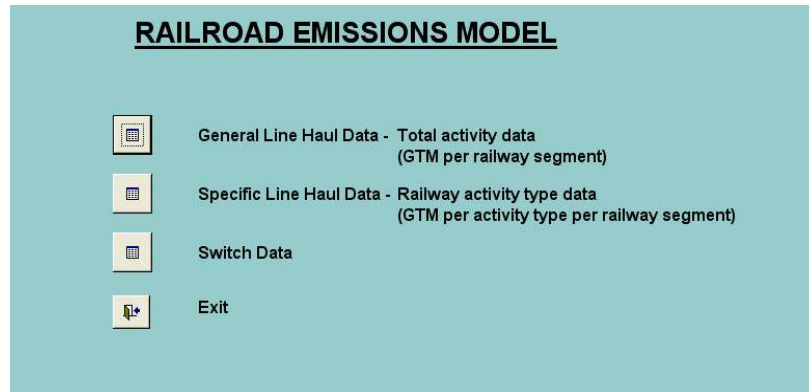 RAILROAD EMISSIONS MODEL
General Line Haul Data - Total activity data
(GTM per railway segment)
Specific Line Haul Data - Railway activity type data
(GTM per activity type per railway segment)
Switch Data
Exit